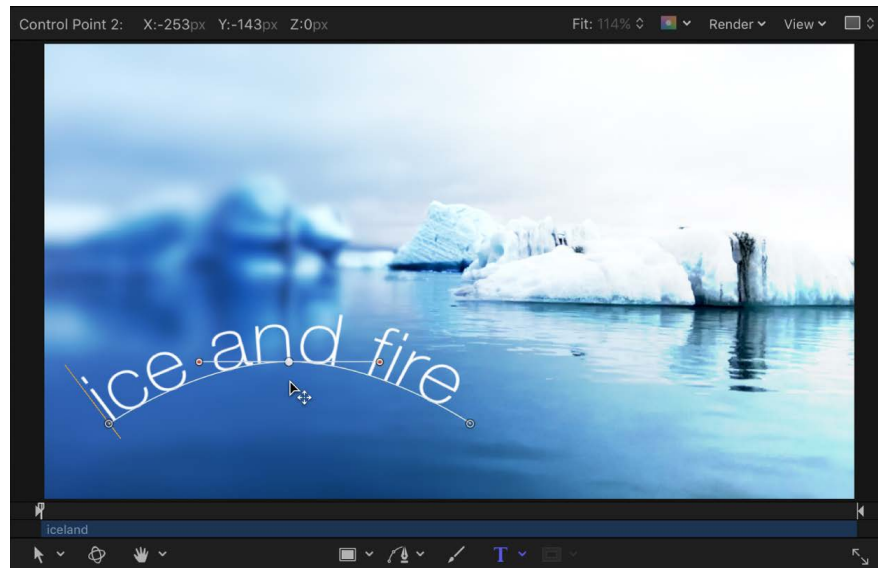 Control Point 2: X:-253px Y:-143px Z:0px Fit: 114% Render View
ice and fire
iceland
T